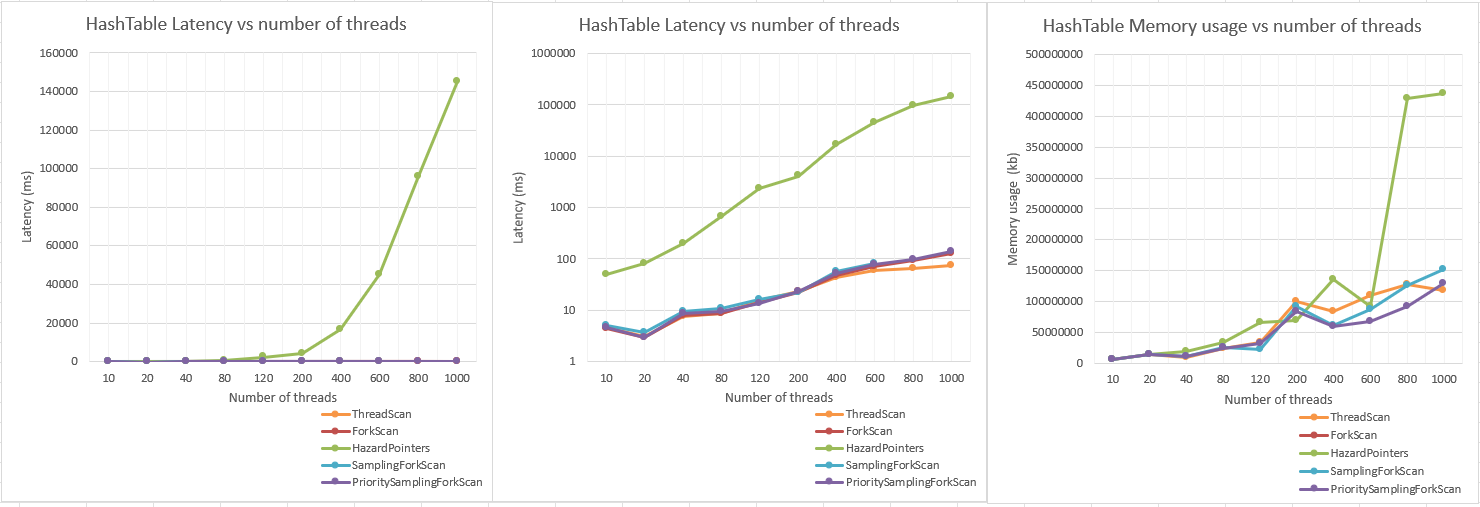 HashTable Latency vs number of threads
160000
140000
120000
100000
80000
60000
40000
20000
0
Latency (ms)
10 20 40 80 120 200 400 600 800 1000
Number of threads
ThreadScan
ForkScan
HazardPointers
SamplingForkScan
PrioritySamplingForkScan
HashTable Latency vs number of threads
1000000
100000
10000
1000
100
10
1
Latency (ms)
10 20 40 80 120 200 400 600 800 1000
Number of threads
ThreadScan
ForkScan
HazardPointers
SamplingForkScan
PrioritySamplingForkScan
HashTable Memory usage vs number of threads
500000000
450000000
400000000
350000000
300000000
250000000
200000000
150000000
100000000
50000000
0
Memory usage (kb)
10 20 40 80 120 200 400 600 800 1000
Number of threads
ThreadScan
ForkScan
HazardPointers
SamplingForkScan
PrioritySamplingForkScan